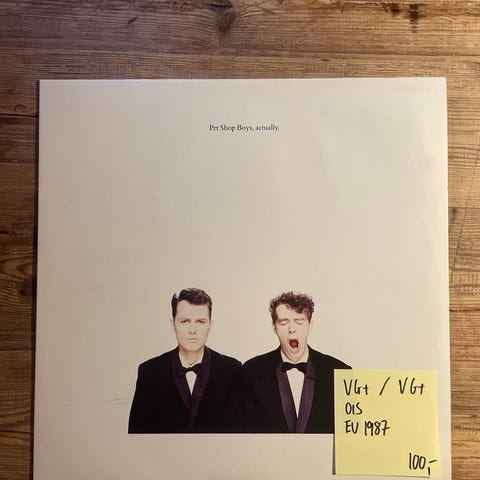 Pet Shop Boys, actually.
VG+ / VG+
OIS
EU 1987
100,-